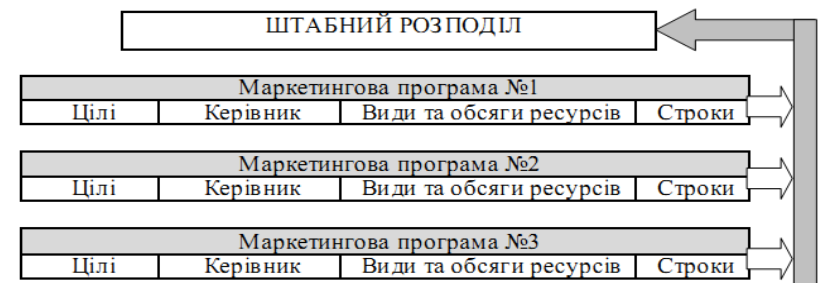 ШТАБНИЙ РОЗПОДІЛ
Маркетингова програма №1
Цілі Керівник Види та обсяги ресурсів Строки
Маркетингова програма №2
Цілі Керівник Види та обсяги ресурсів Строки
Маркетингова програма №3
Цілі Керівник Види та обсяги ресурсів Строки